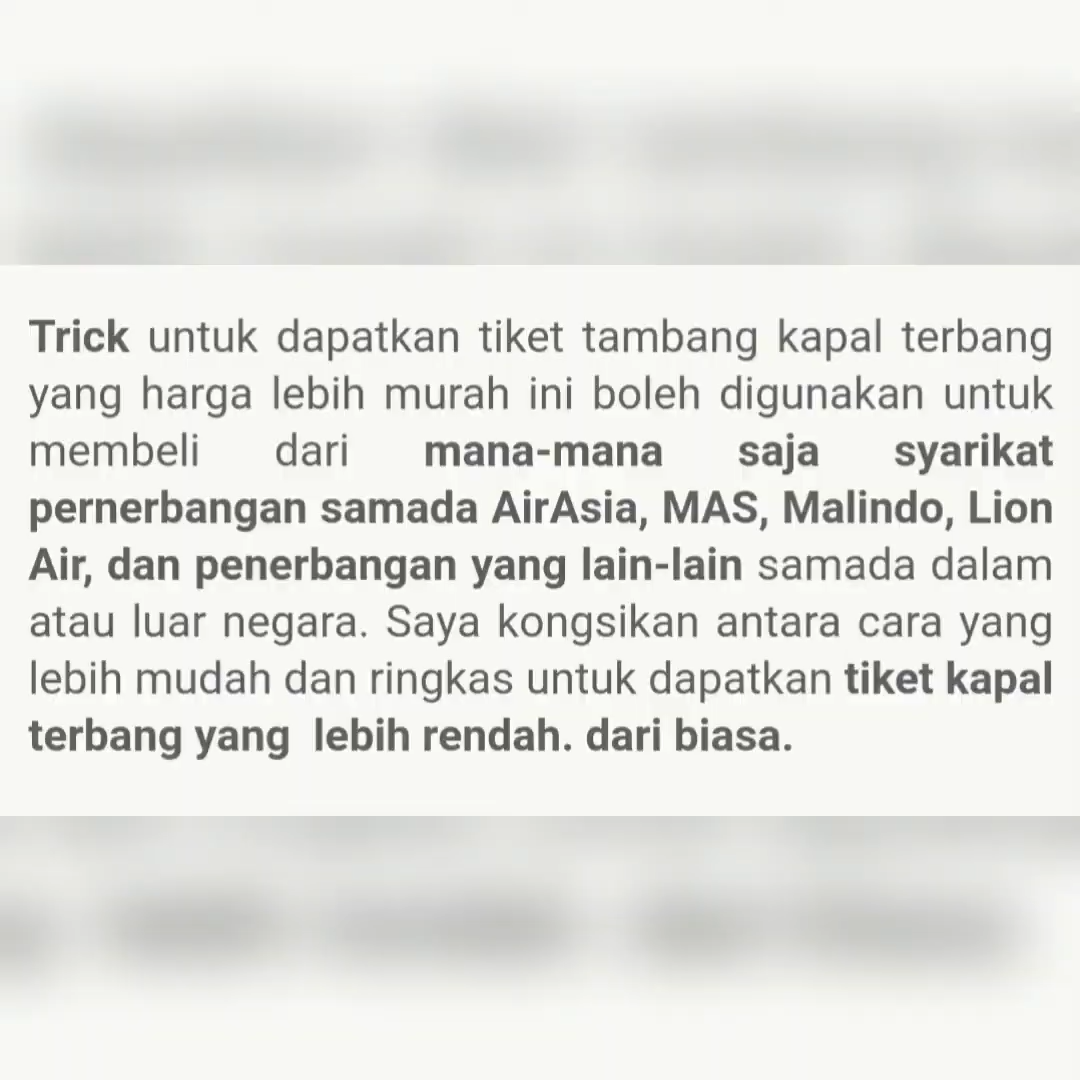 Trick untuk dapatkan tiket tambang kapal terbang
yang harga lebih murah ini boleh digunakan untuk
membeli dari mana-mana saja syarikat
pernerbangan samada AirAsia, MAS, Malindo, Lion
Air, dan penerbangan yang lain-lain samada dalam
atau luar negara. Saya kongsikan antara cara yang
lebih mudah dan ringkas untuk dapatkan tiket kapal
terbang yang  lebih rendah. dari biasa.